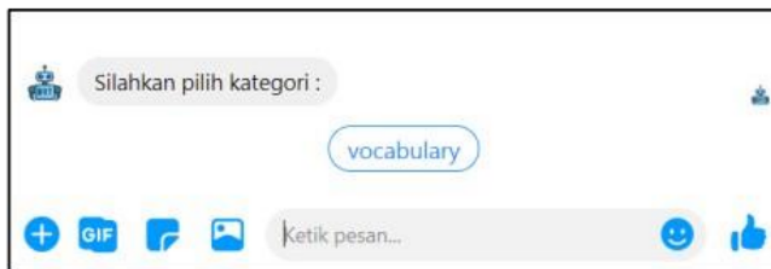 Silahkan pilih kategori :
vocabulary
GIF
Ketik pesan...